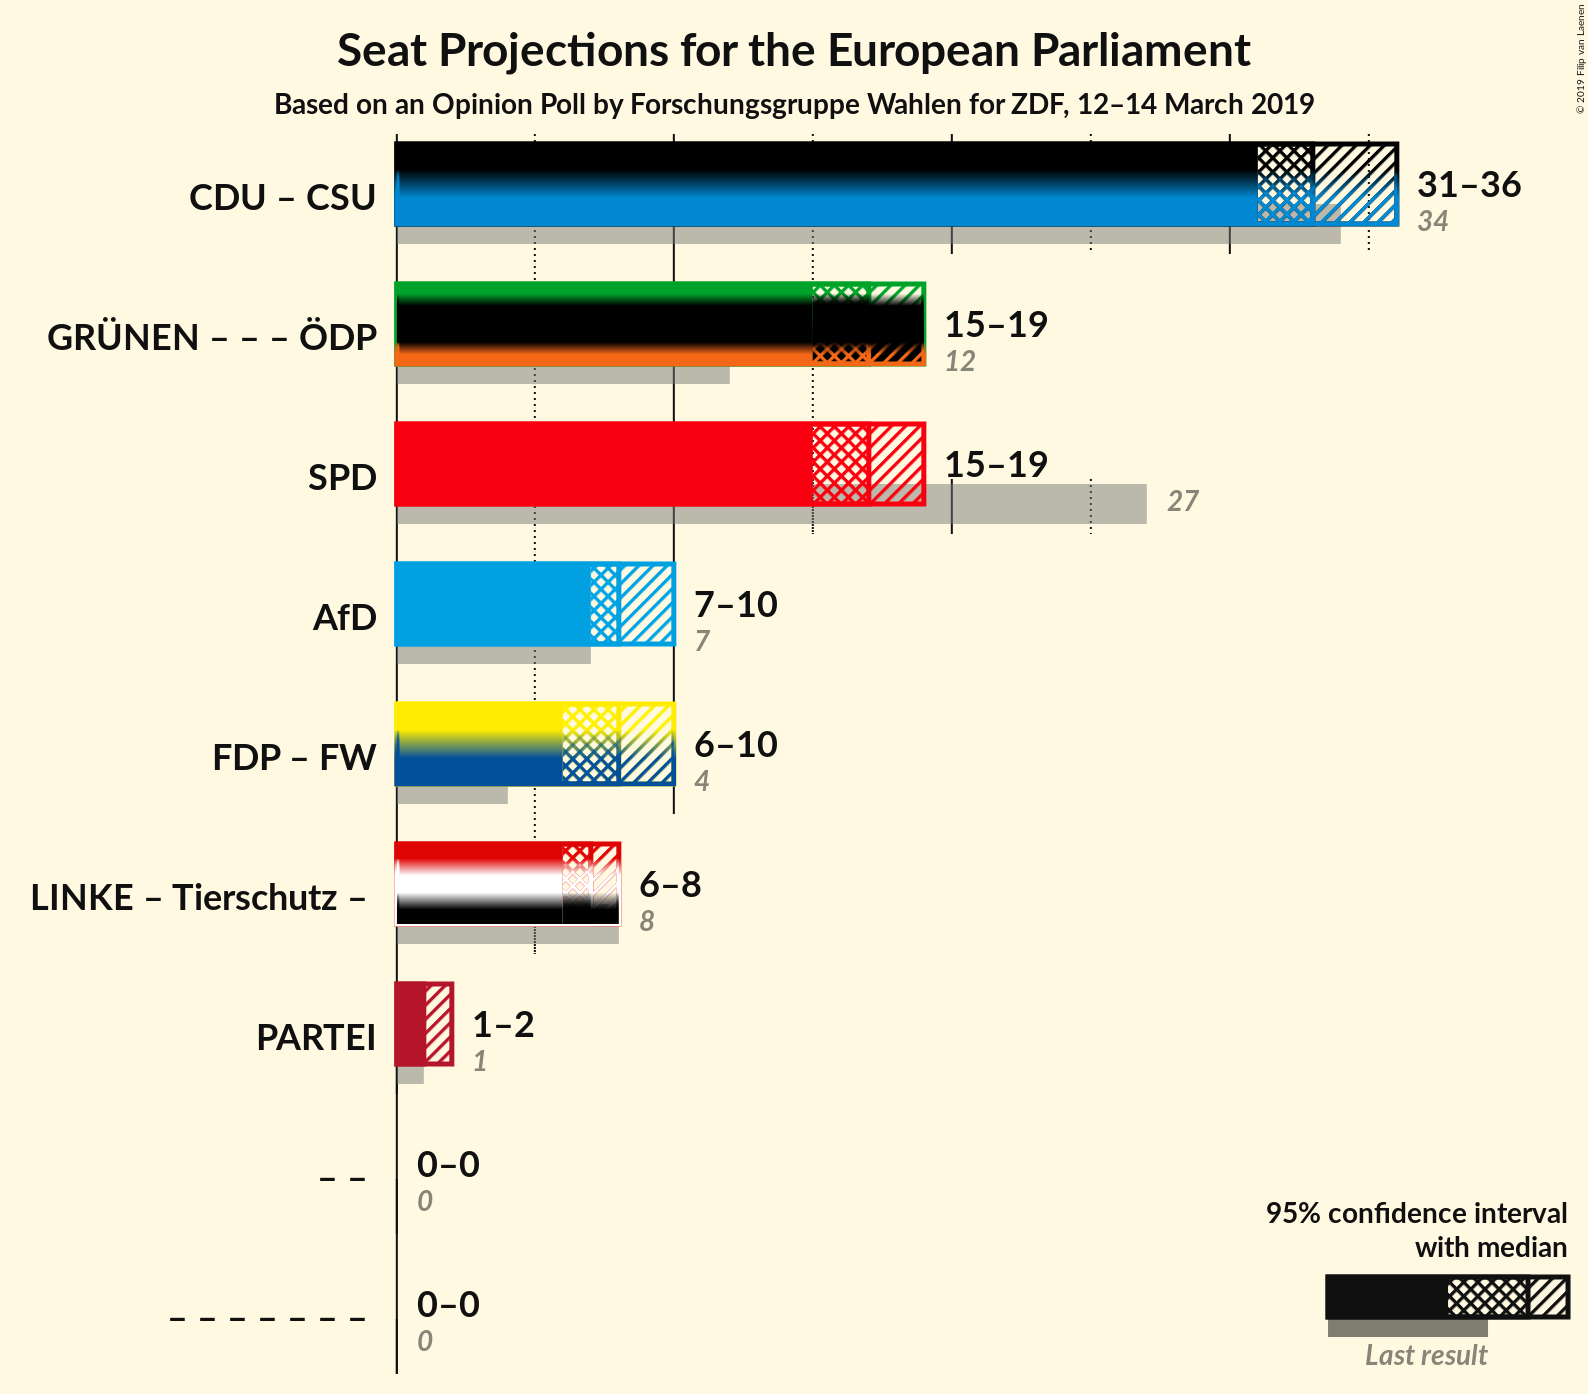 Seat Projections for the European Parliament
Based on an Opinion Poll by Forschungsgruppe Wahlen for ZDF, 12–14 March 2019
© 2019 Filip van Laenen
CDU – CSU
31–36
34
GRÜNEN – – – ÖDP
15–19
12
SPD
15–19
27
AfD
7–10
7
FDP – FW
6–10
4
LINKE – Tierschutz –
6–8
8
PARTEI
1–2
1
– –
0–0
0
– – – – – – –
0–0
0
95% confidence interval
with median
Last result